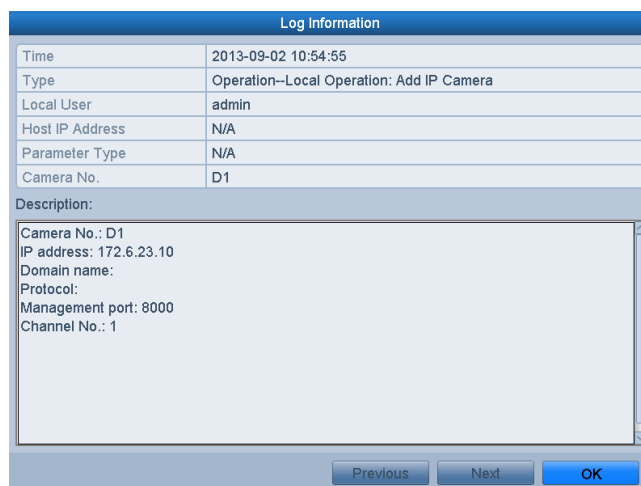 Log Information
Time 2013-09-02 10:54:55
Type Operation--Local Operation: Add IP Camera
Local User admin
Host IP Address N/A
Parameter Type N/A
Camera No. D1
Description:
Camera No.: D1
IP address: 172.6.23.10
Domain name:
Protocol:
Management port: 8000
Channel No.: 1
Previous Next OK